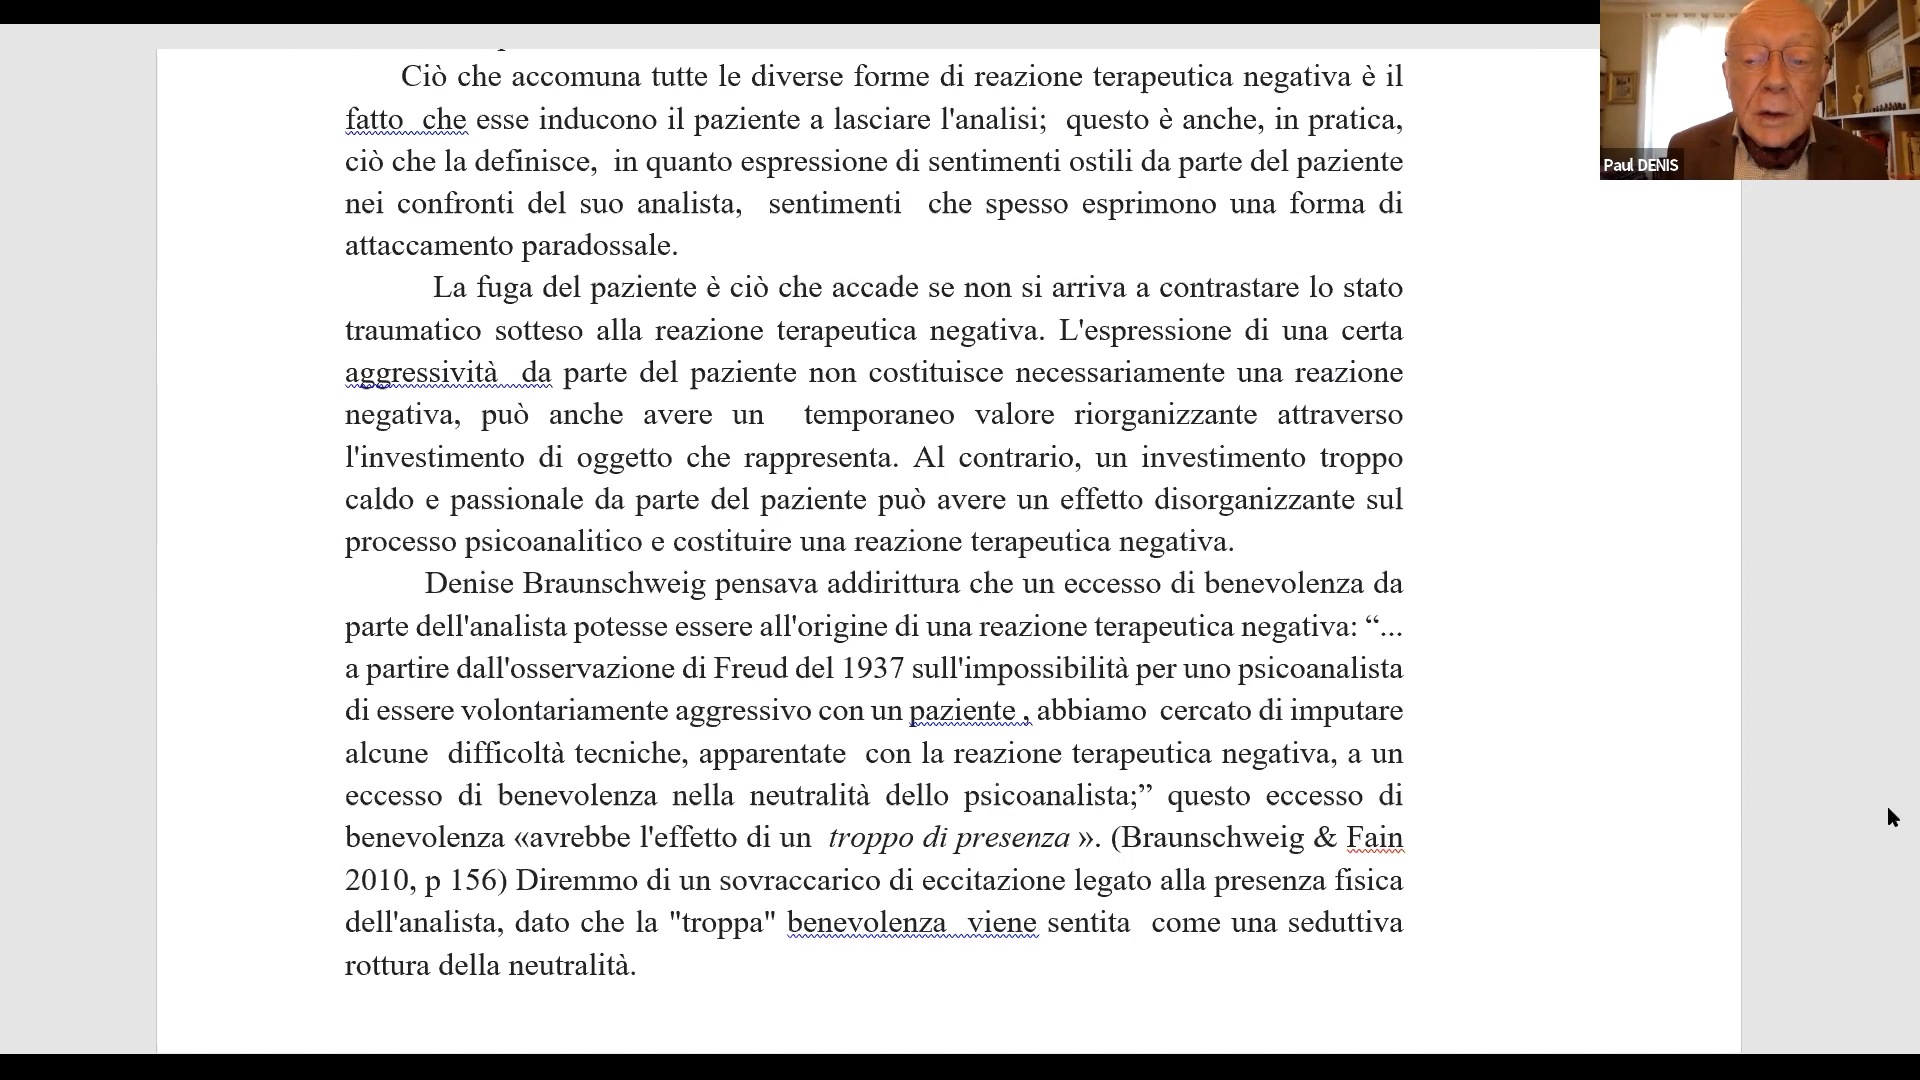 Ciò che accomuna tutte le diverse forme di reazione terapeutica negativa è il
fatto che esse inducono il paziente a lasciare l'analisi; questo è anche, in pratica,
ciò che la definisce, in quanto espressione di sentimenti ostili da parte del paziente
nei confronti del suo analista, sentimenti che spesso esprimono una forma di
attaccamento paradossale.
La fuga del paziente è ciò che accade se non si arriva a contrastare lo stato
traumatico sotteso alla reazione terapeutica negativa. L'espressione di una certa
aggressività da parte del paziente non costituisce necessariamente una reazione
negativa, può anche avere un temporaneo valore riorganizzante attraverso
l'investimento di oggetto che rappresenta. Al contrario, un investimento troppo
caldo e passionale da parte del paziente può avere un effetto disorganizzante sul
processo psicoanalitico e costituire una reazione terapeutica negativa.
Denise Braunschweig pensava addirittura che un eccesso di benevolenza da
parte dell'analista potesse essere all'origine di una reazione terapeutica negativa: “...
a partire dall'osservazione di Freud del 1937 sull'impossibilità per uno psicoanalista
di essere volontariamente aggressivo con un paziente , abbiamo cercato di imputare
alcune difficoltà tecniche, apparentate con la reazione terapeutica negativa, a un
eccesso di benevolenza nella neutralità dello psicoanalista;” questo eccesso di
benevolenza «avrebbe l'effetto di un troppo di presenza ». (Braunschweig & Fain
2010, p 156) Diremmo di un sovraccarico di eccitazione legato alla presenza fisica
dell'analista, dato che la "troppa" benevolenza viene sentita come una seduttiva
rottura della neutralità.
Paul DENIS